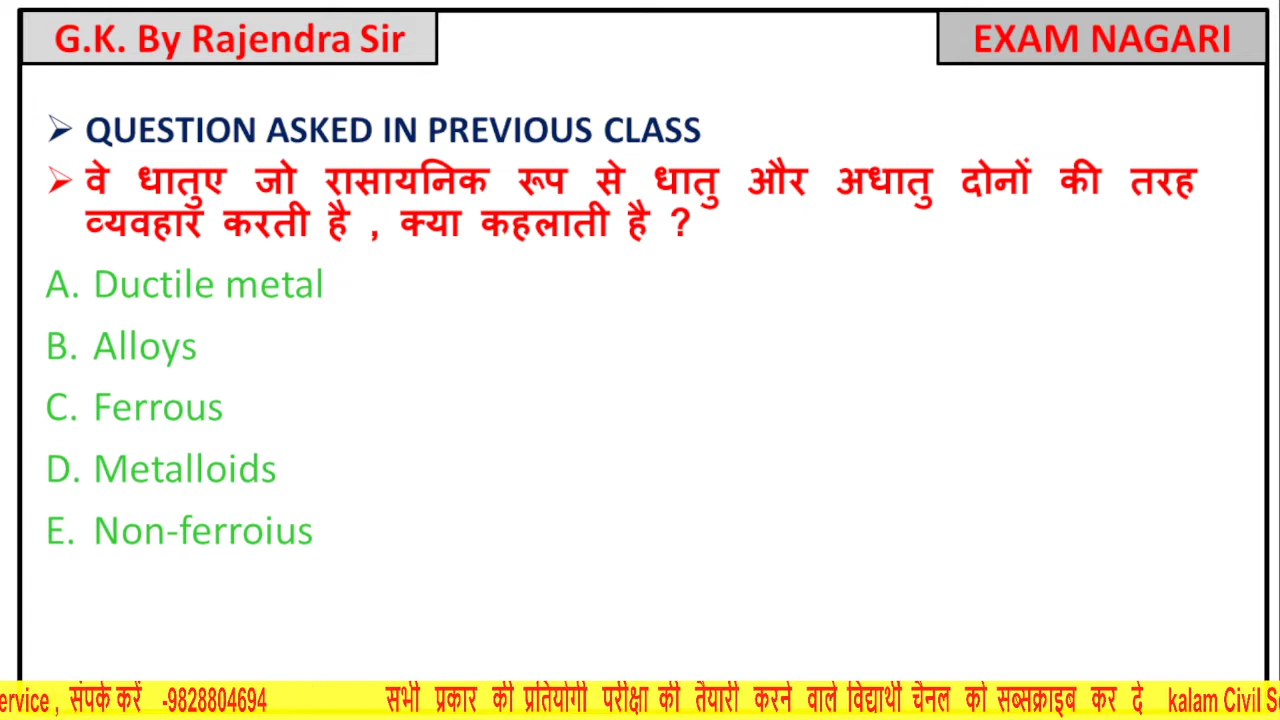 G.K. By Rajendra Sir
EXAM NAGARI
QUESTION ASKED IN PREVIOUS CLASS
वे धातुए जो रासायनिक रूप से धातु और अधातु दोनों की तरह
व्यवहार करती है , क्या कहलाती है ?
A. Ductile metal
B. Alloys
C. Ferrous
D. Metalloids
E. Non-ferroius
ervice , संपर्क करें -9828804694 सभी प्रकार की प्रतियोगी परीक्षा की तैयारी करने वाले विद्यार्थी चैनल को सब्सक्राइब कर दे kalam Civil S